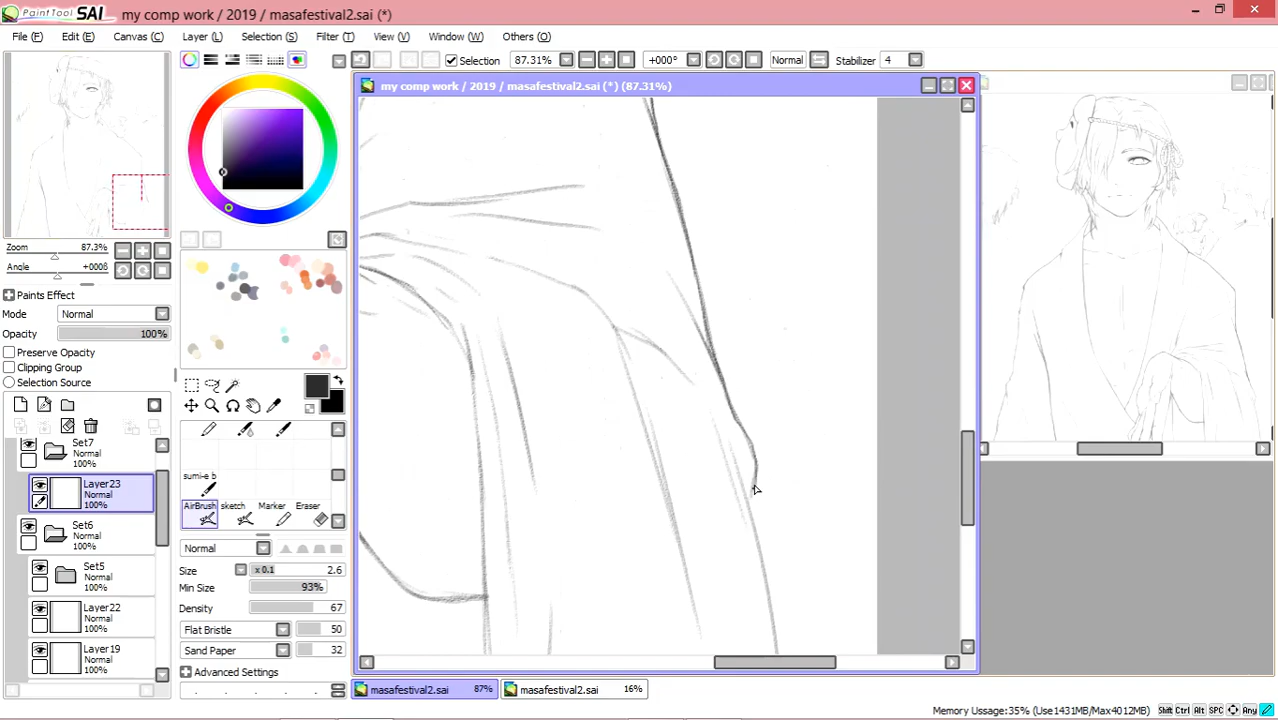 PaintTool SAI my comp work / 2019 / masafestival2.sai (*)
File (F) Edit (E) Canvas (C) Layer (L) Selection (S) Filter (T) View (V) Window (W) Others (O)
Selection 87.31% +000° Normal Stabilizer 4
my comp work / 2019 / masafestival2.sai (*) (87.31%)
Zoom 87.3%
Angle +000θ
Paints Effect
Mode Normal
Opacity 100%
Preserve Opacity
Clipping Group
Selection Source
Set7
100%
Layer23
Normal
100%
Set6
Normal
100%
Set5
Normal
100%
Layer22
Normal
100%
Layer19
Normal
100%
sumi-e b
AirBrush sketch Marker Eraser
Normal
Size x 0.1 2.6
Min Size 93%
Density 67
Flat Bristle 50
Sand Paper 32
Advanced Settings
masafestival2.sai 87% masafestival2.sai 16%
Memory Ussage:35% (Use1431MB/Max4012MB) Shift Ctrl Alt SPC Any